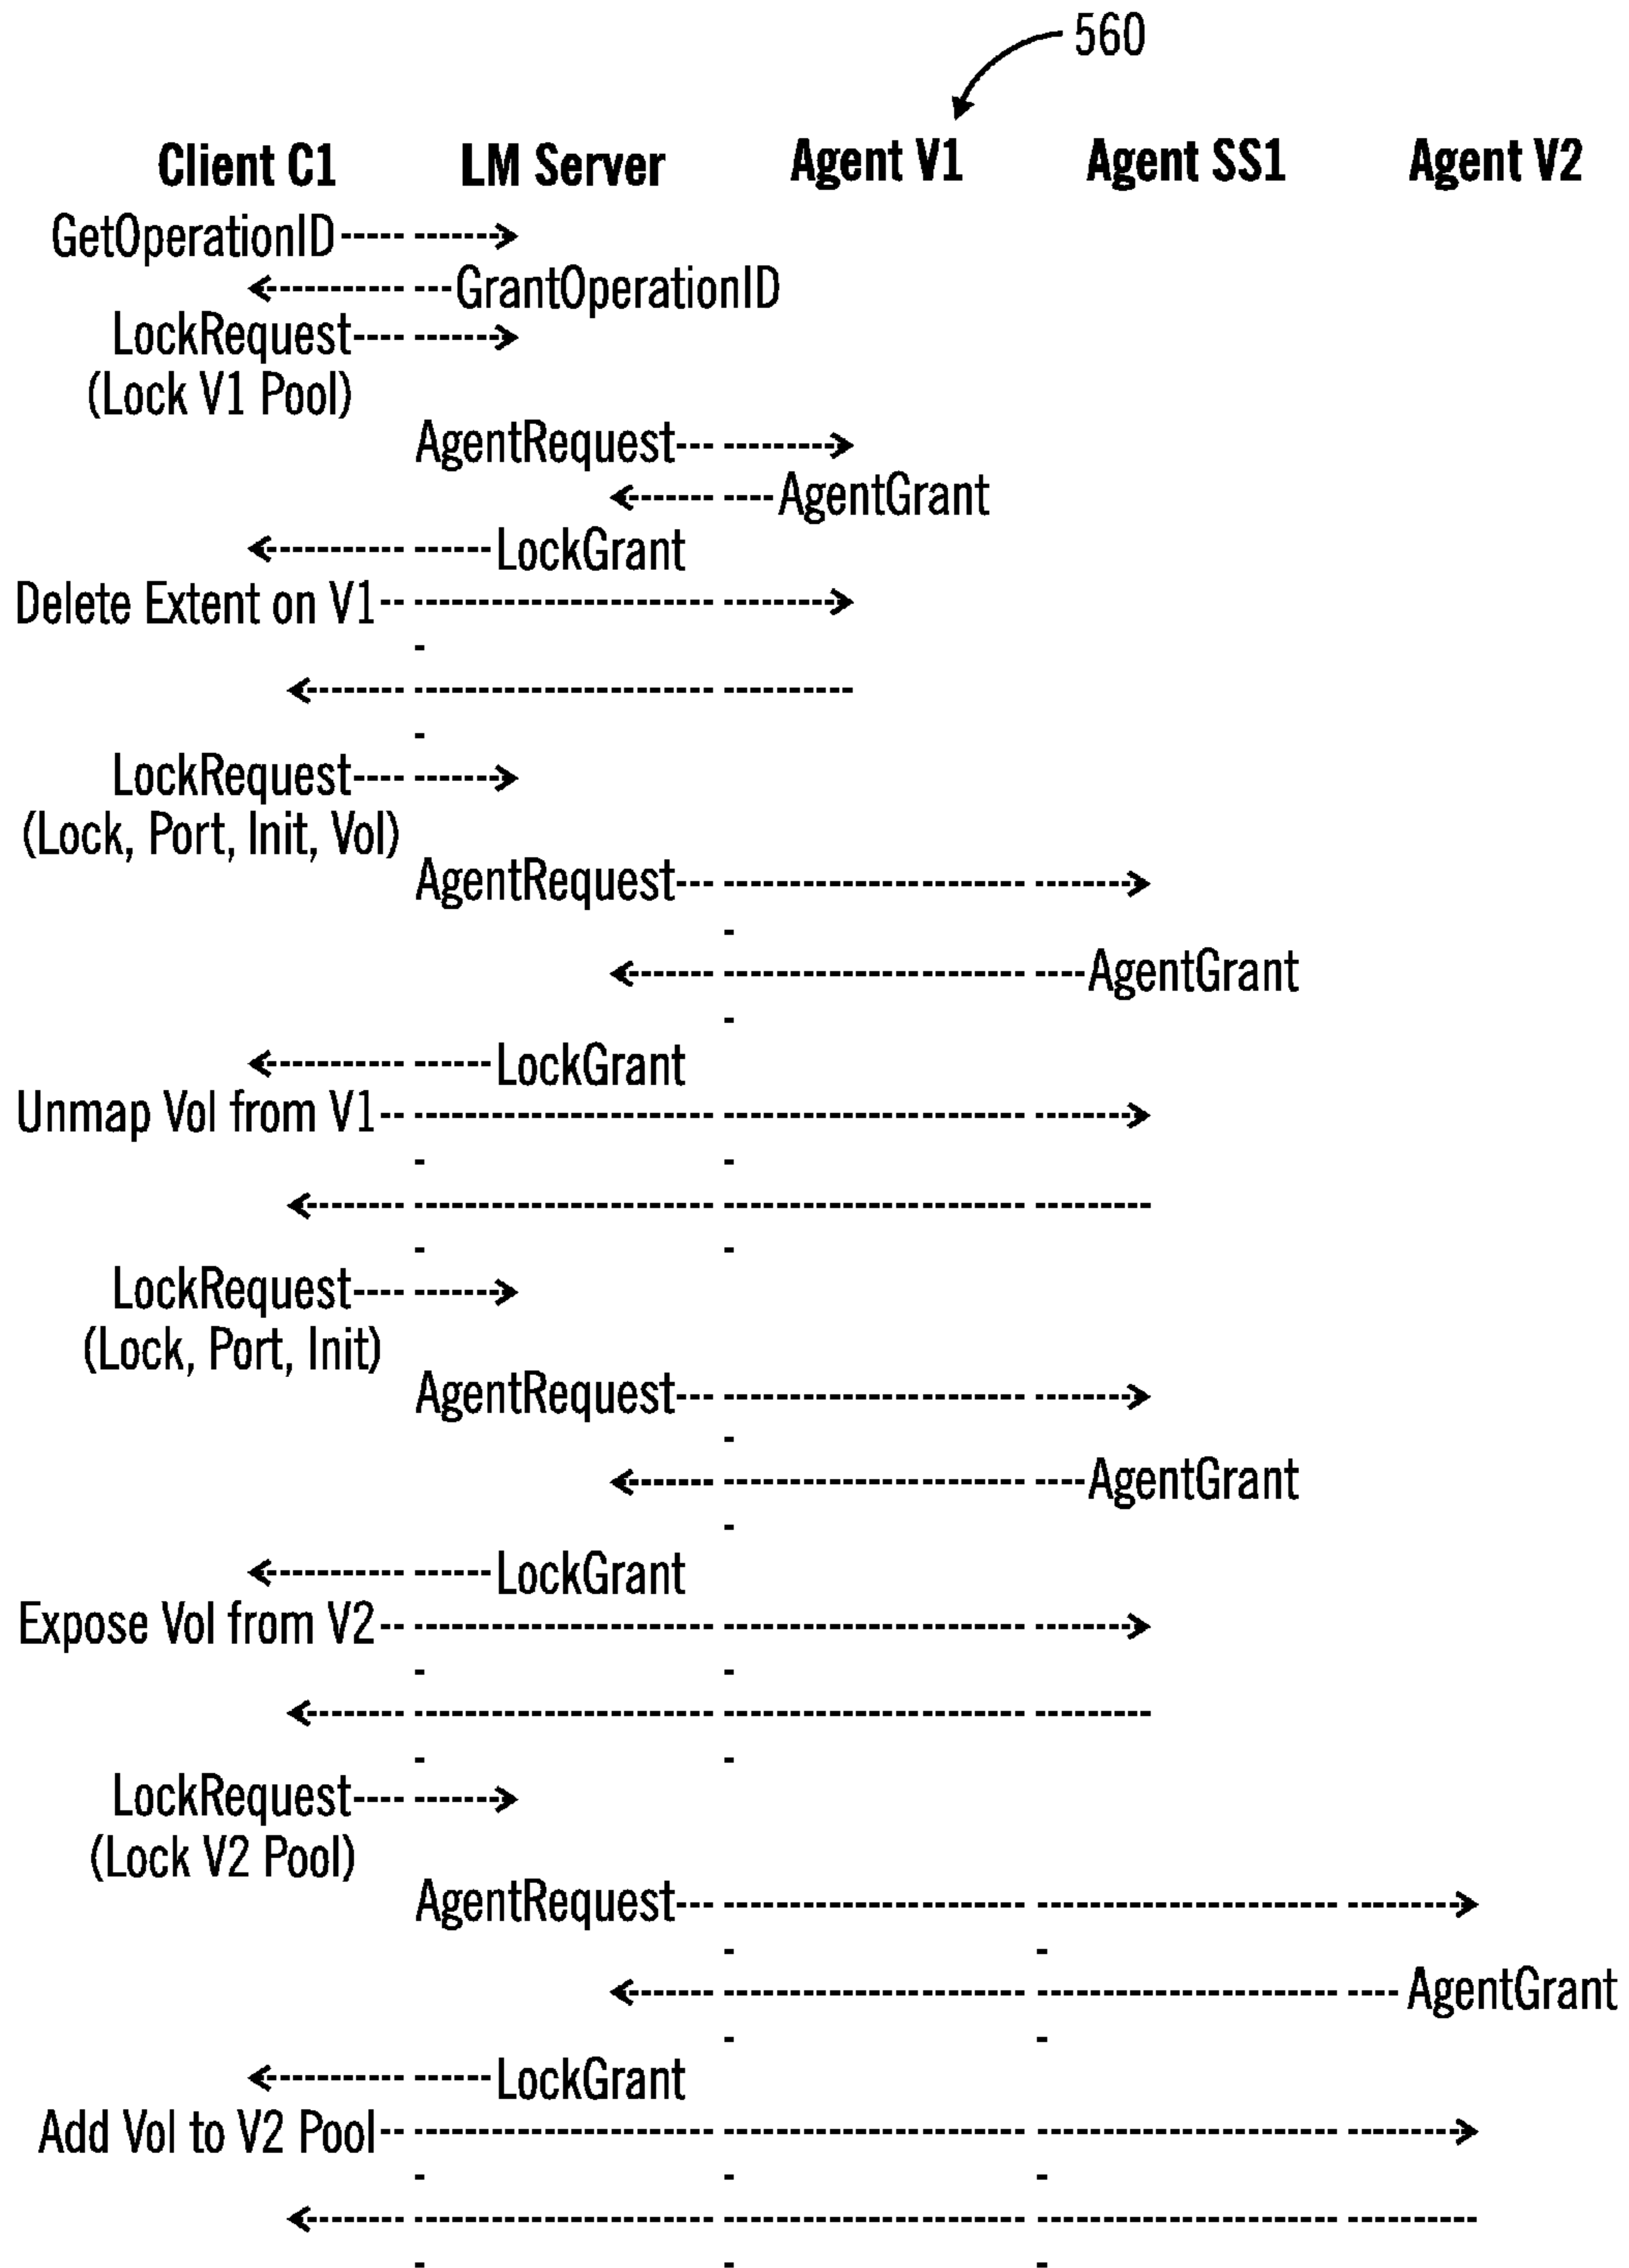 560
Client C1 LM Server Agent V1 Agent SS1 Agent V2
GetOperationID
GrantOperationID
LockRequest
(Lock V1 Pool)
AgentRequest
AgentGrant
LockGrant
Delete Extent on V1
LockRequest
(Lock, Port, Init, Vol)
AgentRequest
AgentGrant
LockGrant
Unmap Vol from V1
LockRequest
(Lock, Port, Init)
AgentRequest
AgentGrant
LockGrant
Expose Vol from V2
LockRequest
(Lock V2 Pool)
AgentRequest
AgentGrant
LockGrant
Add Vol to V2 Pool